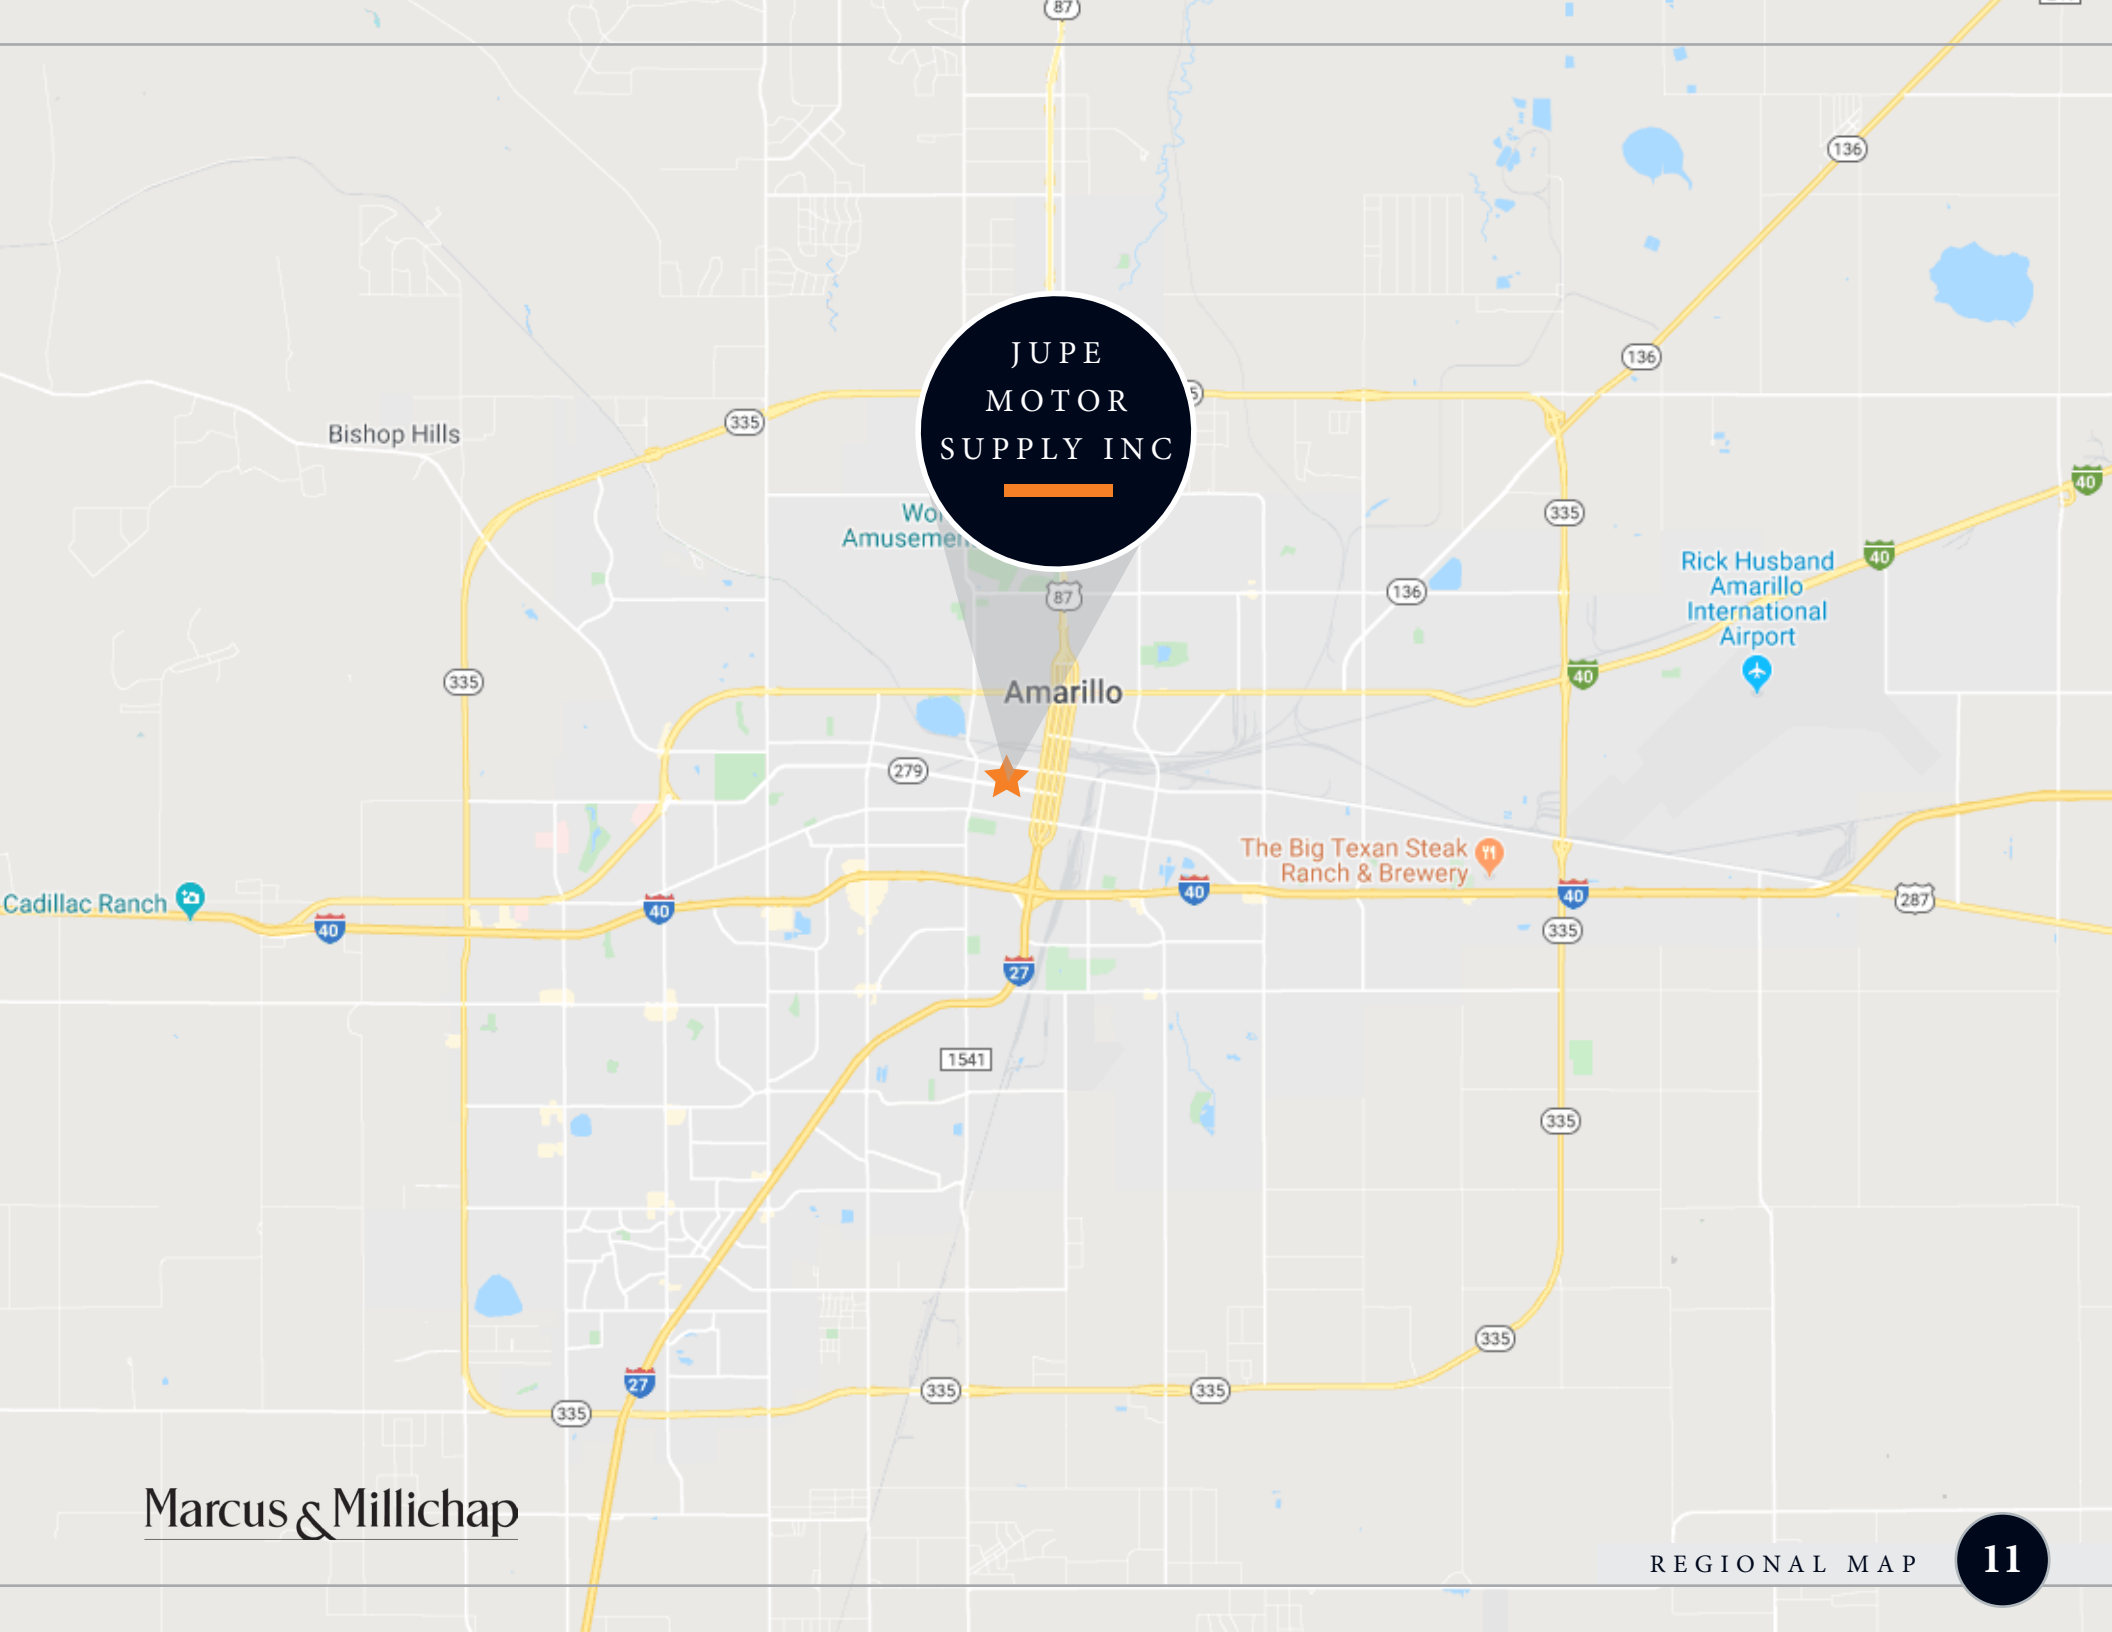 87
136
136
JUPE
MOTOR
SUPPLY INC
335
Bishop Hills
335
40
40
Rick Husband
Amarillo
International
Airport
87
136
335
40
Amarillo
279
The Big Texan Steak
Ranch & Brewery
Cadillac Ranch
40
40
40
40
287
335
27
1541
335
335
27
335
335
335
Marcus & Millichap
REGIONAL MAP
11